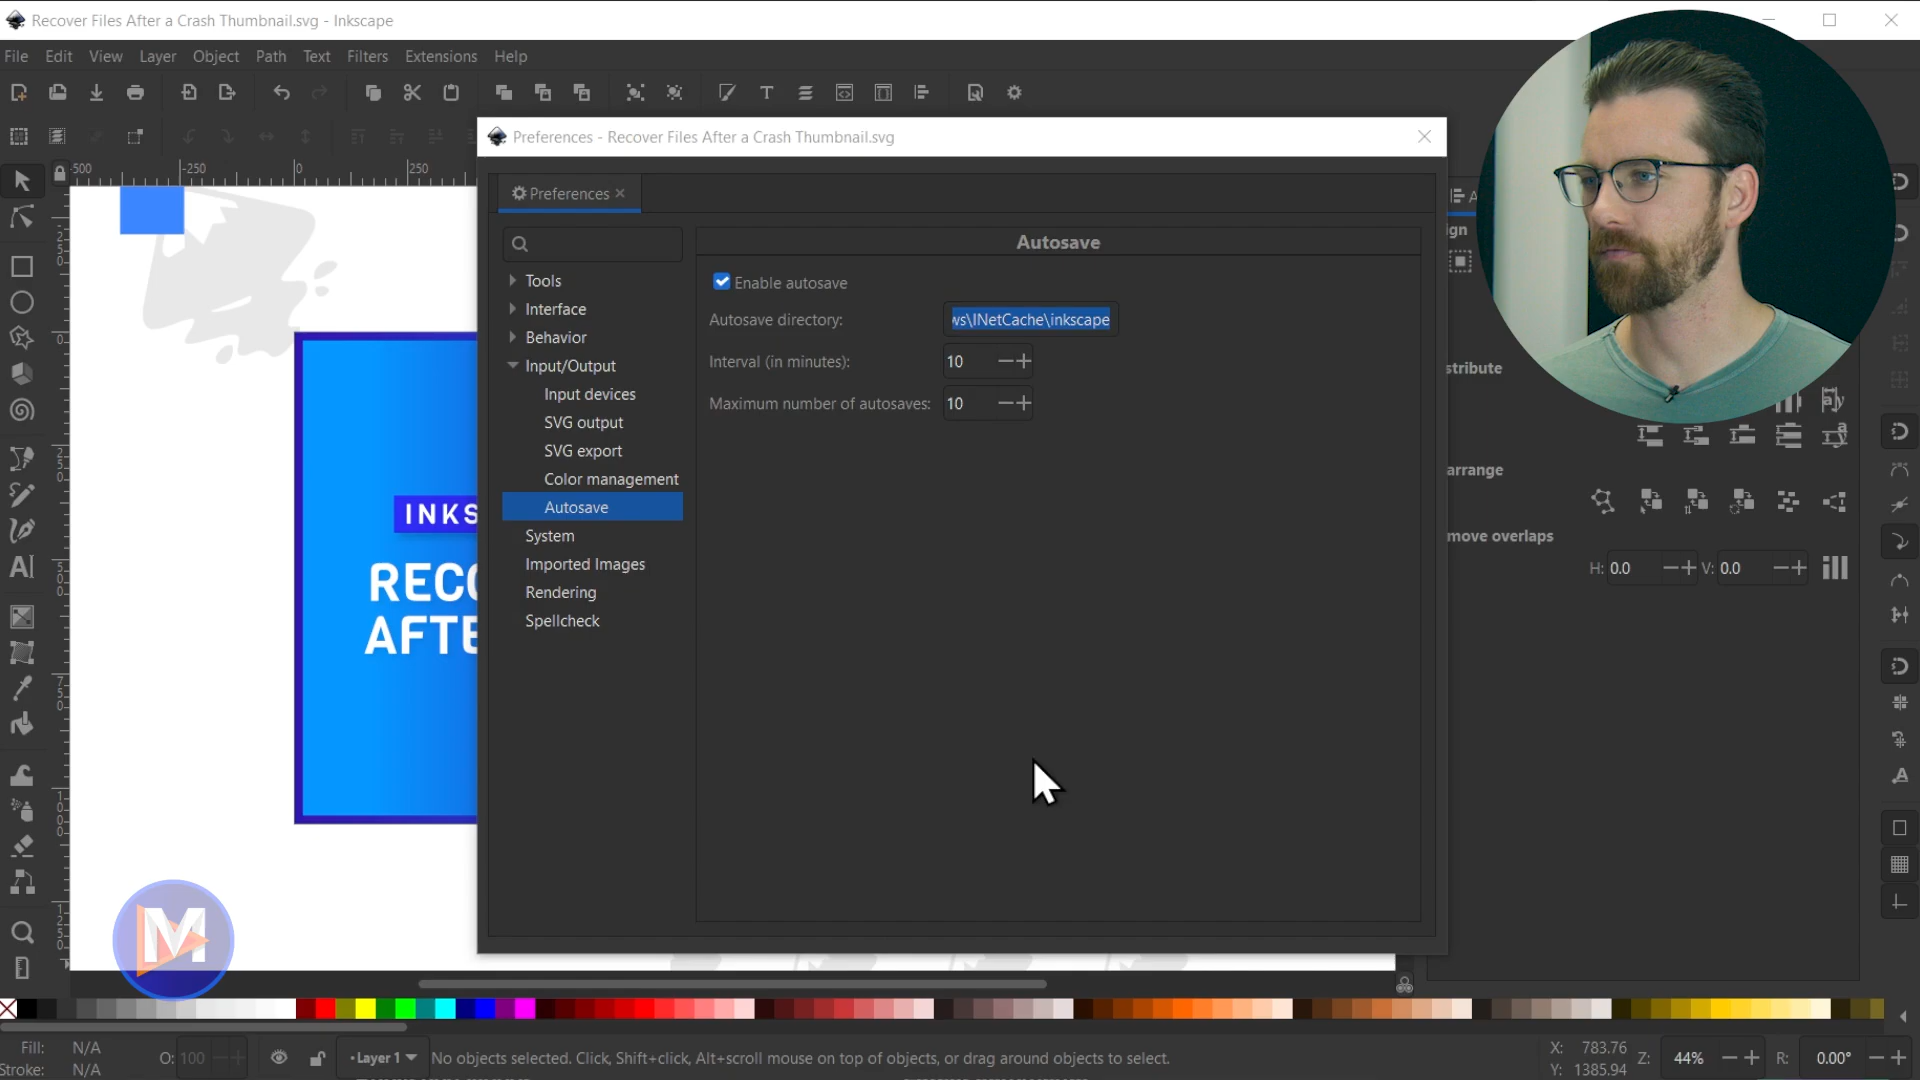 Recover Files After a Crash Thumbnail.svg - Inkscape
File Edit View Layer Object Path Text Filters Extensions Help
Preferences - Recover Files After a Crash Thumbnail.svg
-500 -250 0 250
Preferences
Autosave
Tools
Enable autosave
Interface
Autosave directory: ws\INetCache\inkscape
Behavior
Interval (in minutes): 10
Input/Output
Input devices
Maximum number of autosaves: 10
SVG output
SVG export
Color management
Autosave
System
Imported Images
Rendering
Spellcheck
ign
stribute
arrange
move overlaps
H: 0.0 V: 0.0
INKS
RECO
AFTE
M
Fill: N/A
Stroke: N/A
O: 100
Layer 1
No objects selected. Click, Shift+click, Alt+scroll mouse on top of objects, or drag around objects to select.
X: 783.76
Y: 1385.94
Z: 44%
R: 0.00°